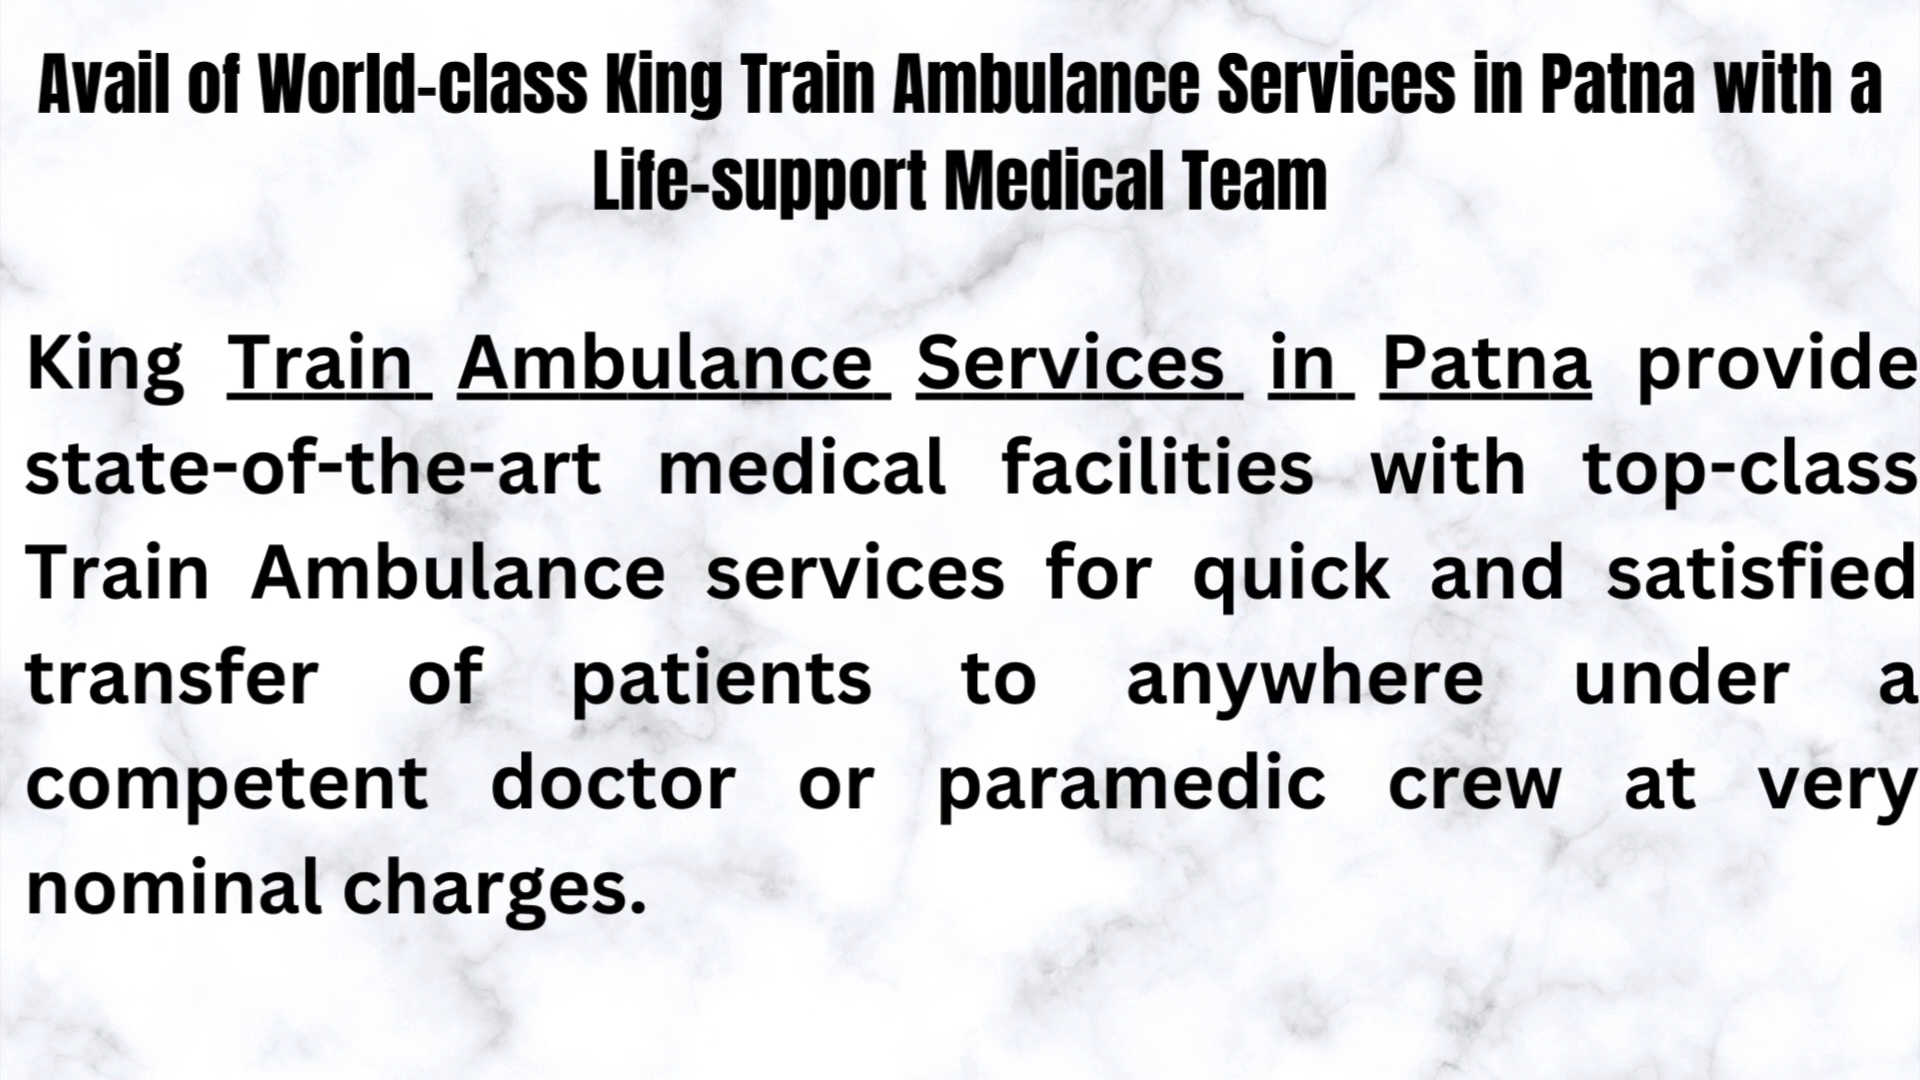 Avail of World-class King Train Ambulance Services in Patna with a
Life-support Medical Team
King Train Ambulance Services in Patna provide
state-of-the-art medical facilities with top-class
Train Ambulance services for quick and satisfied
transfer of patients to anywhere under a
competent doctor or paramedic crew at very
nominal charges.